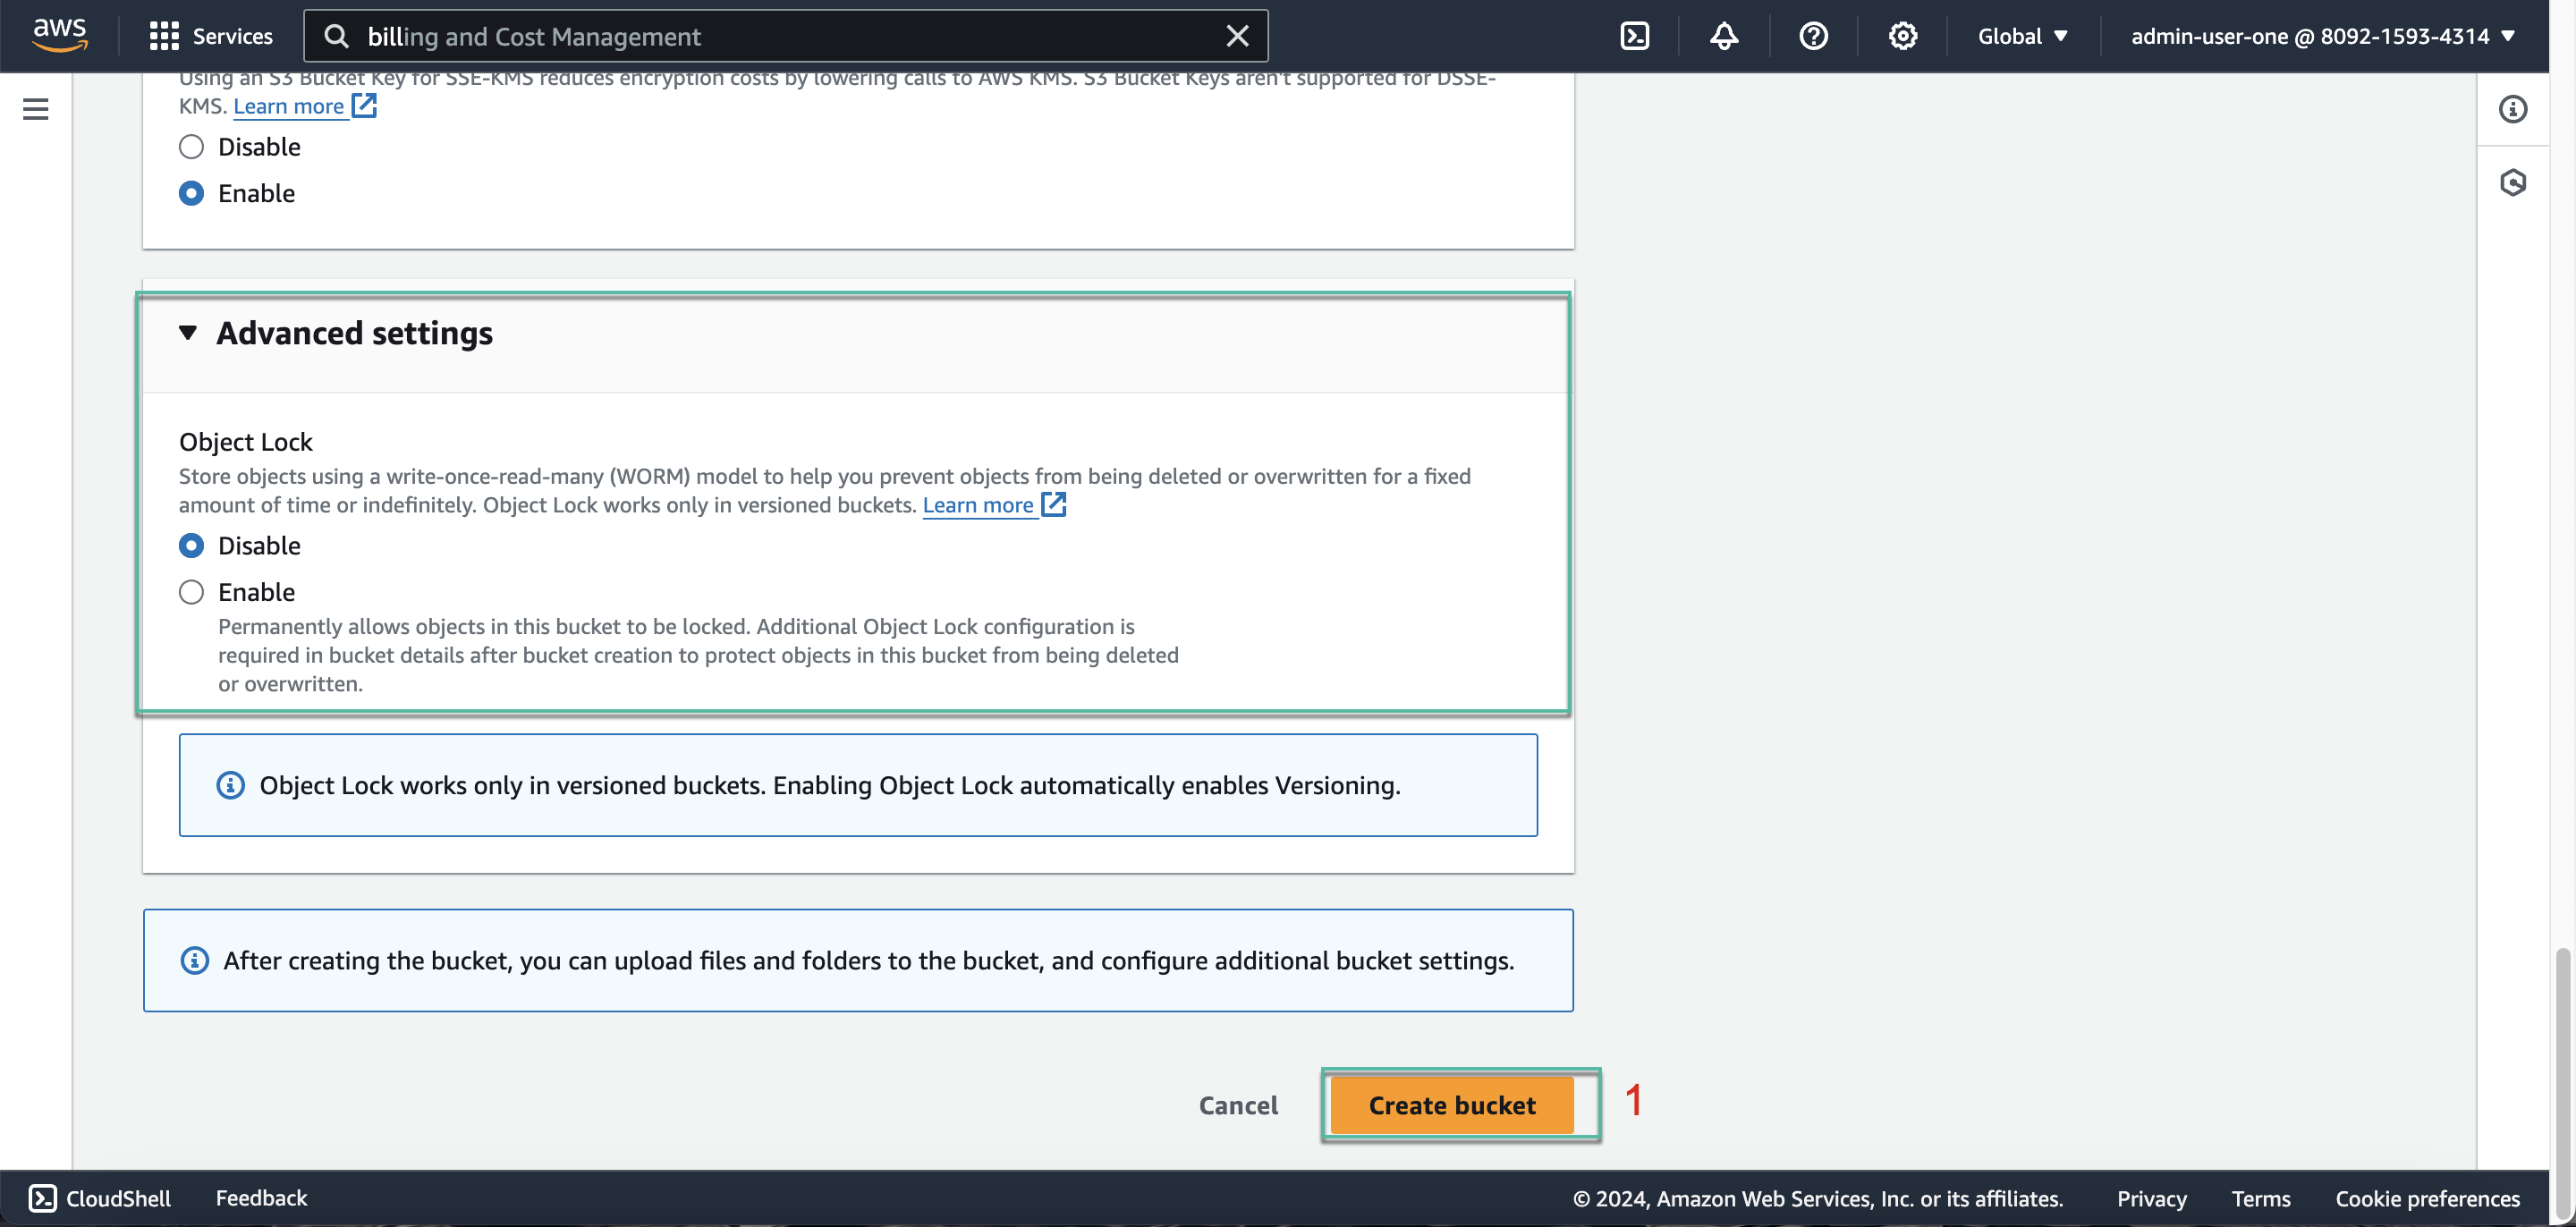 aws
Services
billing and Cost Management
Global
admin-user-one @ 8092-1593-4314
Using an S3 Bucket Key for SSE-KMS reduces encryption costs by lowering calls to AWS KMS. S3 Bucket Keys aren't supported for DSSE-
KMS. Learn more
Disable
Enable
Advanced settings
Object Lock
Store objects using a write-once-read-many (WORM) model to help you prevent objects from being deleted or overwritten for a fixed
amount of time or indefinitely. Object Lock works only in versioned buckets. Learn more
Disable
Enable
Permanently allows objects in this bucket to be locked. Additional Object Lock configuration is
required in bucket details after bucket creation to protect objects in this bucket from being deleted
or overwritten.
Object Lock works only in versioned buckets. Enabling Object Lock automatically enables Versioning.
After creating the bucket, you can upload files and folders to the bucket, and configure additional bucket settings.
Cancel
Create bucket
1
CloudShell
Feedback
© 2024, Amazon Web Services, Inc. or its affiliates.
Privacy
Terms
Cookie preferences